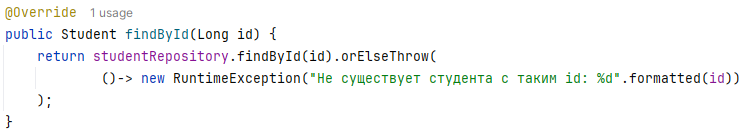 @Override 1 usage
public Student findById(Long id) {
return studentRepository.findById(id).orElseThrow(
()-> new RuntimeException("Не существует студента с таким id: %d".formatted(id))
);
}